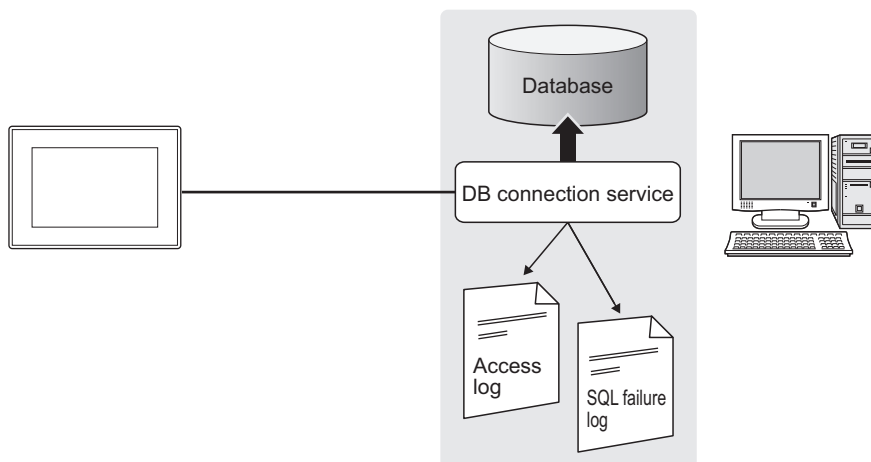 Database
DB connection service
Access
log
SQL failure
log